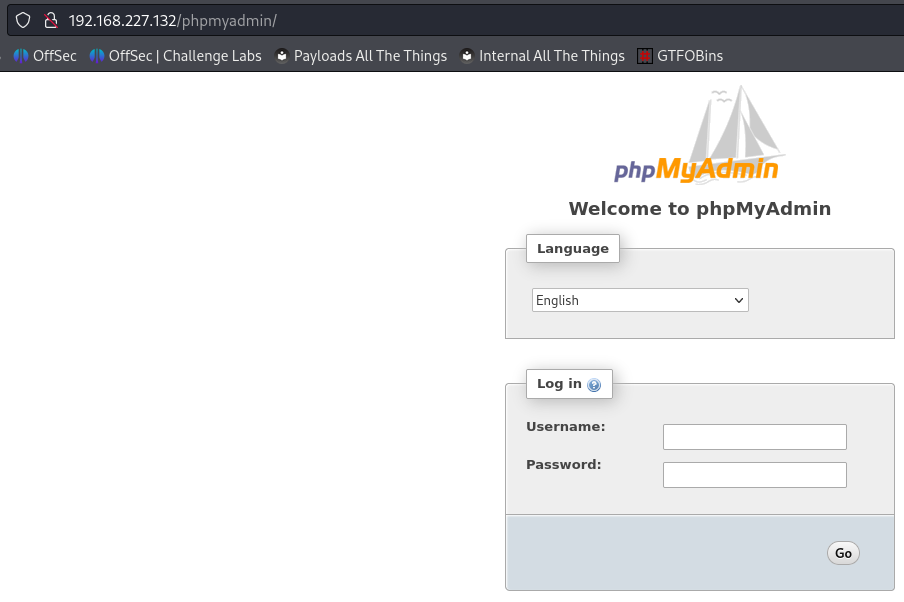 192.168.227.132/phpmyadmin/
OffSec OffSec | Challenge Labs Payloads All The Things Internal All The Things GTFOBins
phpMyAdmin
Welcome to phpMyAdmin
Language
English
Log in
Username:
Password:
Go